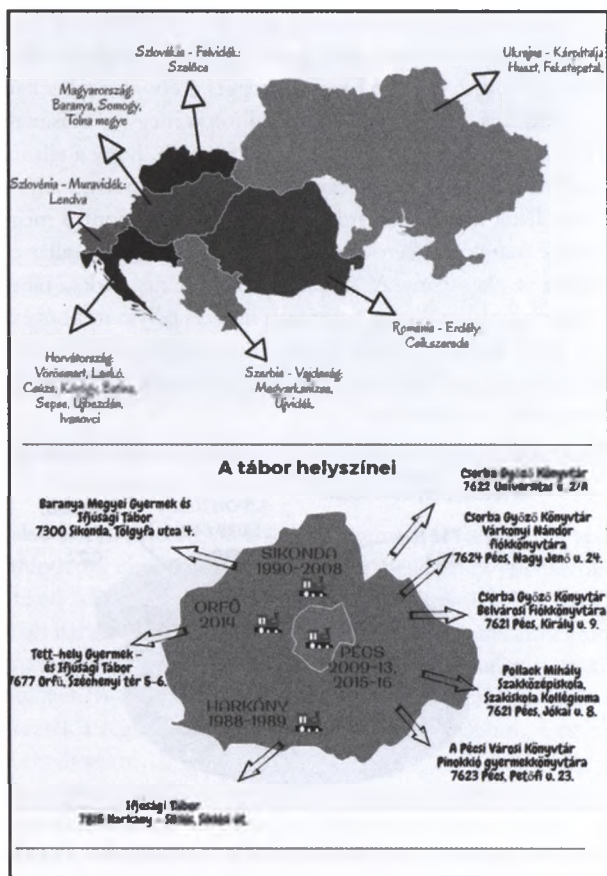 Szlovákia - Felvidék:
Szalóca
Ukrajna - Kárpátalja
Huszt, Feketepatak,
Magyarország:
Baranya, Somogy,
Tolna megye
Szlovénia - Muravidék:
Lendva
Románia - Erdély
Csíkszereda
Horvátország:
Vörösmart, Laskó,
Csúza, Kórógy, Batina,
Sepse, Újbezdán,
Ivanovci
Szerbia - Vajdaság:
Magyarkanizsa,
Újvidék,
A tábor helyszínei
Csorba Győző Könyvtár
7622 Universitas u. 2/A
Baranya Megyei Gyermek és
Ifjúsági Tábor
7300 Sikonda, Tölgyfa utca 4.
Csorba Győző Könyvtár
Várkonyi Nándor
fiókkönyvtára
7624 Pécs, Nagy Jenő u. 24.
SIKONDA
1990-2008
ORFŰ
2014
Csorba Győző Könyvtár
Belvárosi Fiókkönyvtára
7621 Pécs, Király u. 9.
PÉCS
2009-13,
2015-16
Tett-hely Gyermek -
és Ifjúsági Tábor
7677 Orfű, Széchenyi tér 5-6.
Pollack Mihály
Szakközépiskola,
Szakiskola Kollégiuma
7621 Pécs, Jókai u. 8.
HARKÁNY
1988-1989
A Pécsi Városi Könyvtár
Pinokkió gyermekkönyvtára
7623 Pécs, Petőfi u. 23.
Ifjúsági Tábor
7815 Harkány - Siklósi út.